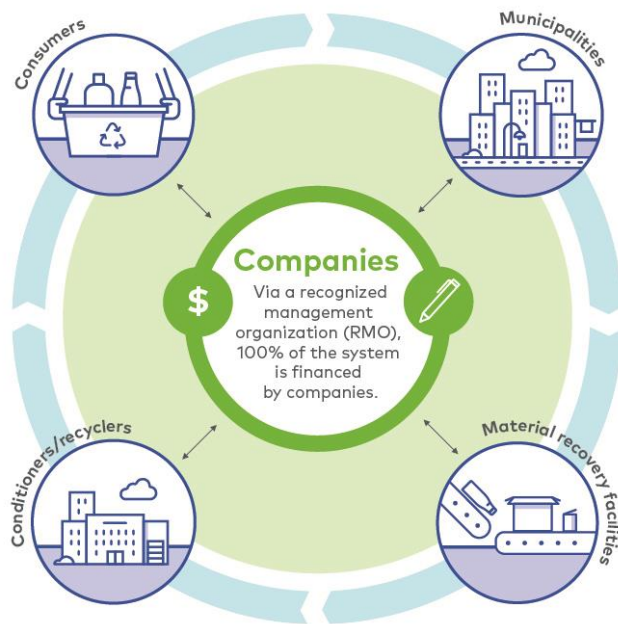 Consumers
Municipalities
Companies
$
Via a recognized
management
organization (RMO),
100% of the system
is financed
by companies.
Conditioners/recyclers
Material recovery facilities